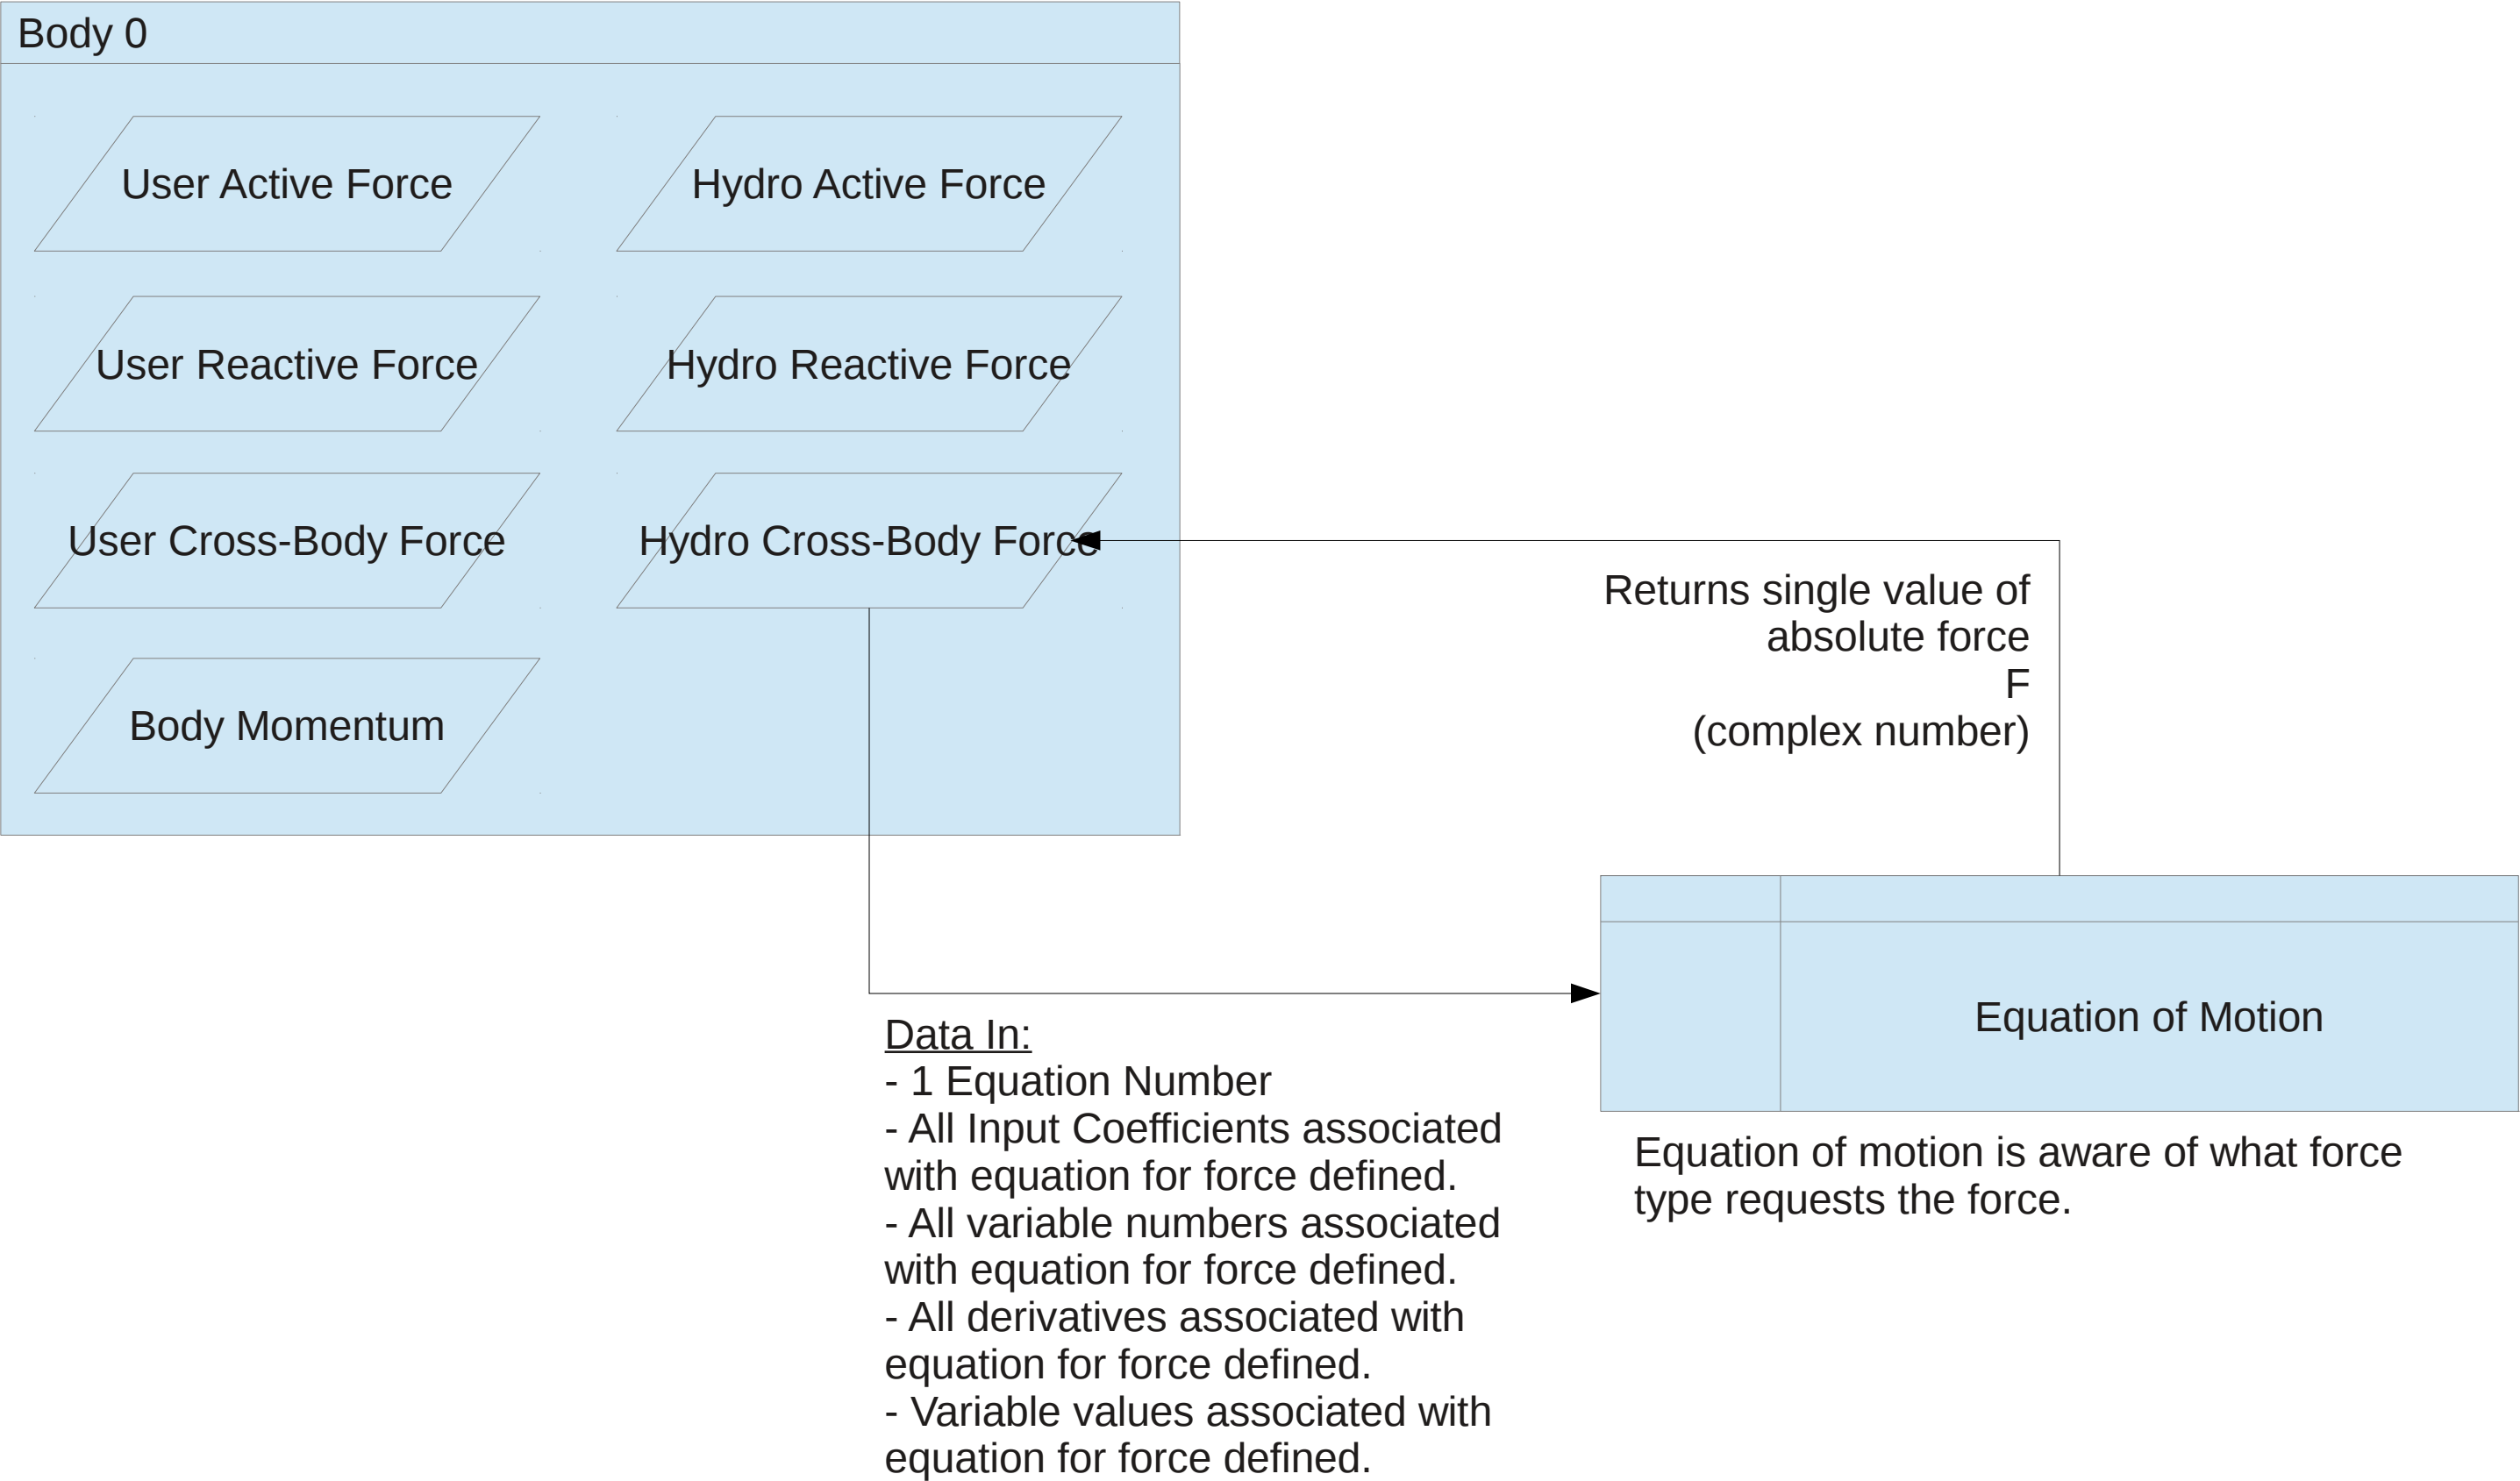 Body 0
User Active Force
Hydro Active Force
User Reactive Force
Hydro Reactive Force
User Cross-Body Force
Hydro Cross-Body Force
Body Momentum
Returns single value of
absolute force
F
(complex number)
Equation of Motion
Equation of motion is aware of what force
type requests the force.
Data In:
- 1 Equation Number
- All Input Coefficients associated
with equation for force defined.
- All variable numbers associated
with equation for force defined.
- All derivatives associated with
equation for force defined.
- Variable values associated with
equation for force defined.